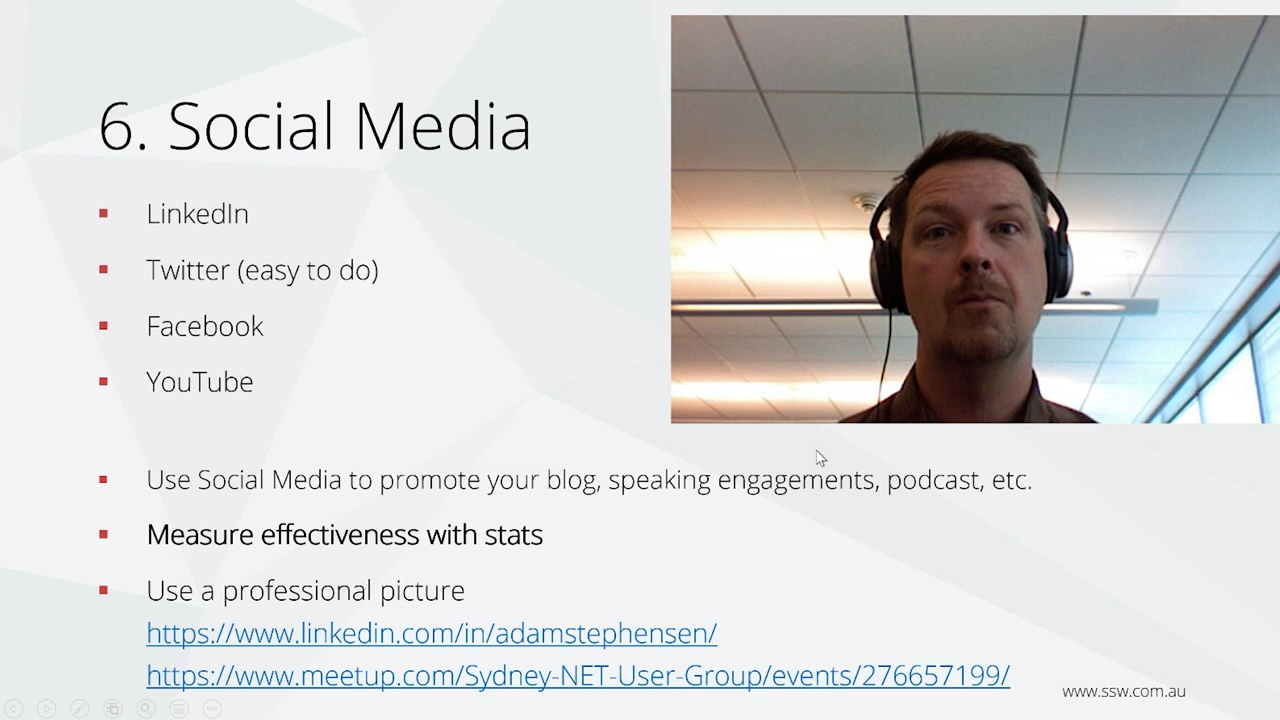 6. Social Media
LinkedIn
Twitter (easy to do)
Facebook
YouTube
Use Social Media to promote your blog, speaking engagements, podcast, etc.
Measure effectiveness with stats
Use a professional picture
https://www.linkedin.com/in/adamstephensen/
https://www.meetup.com/Sydney-NET-User-Group/events/276657199/
www.ssw.com.au